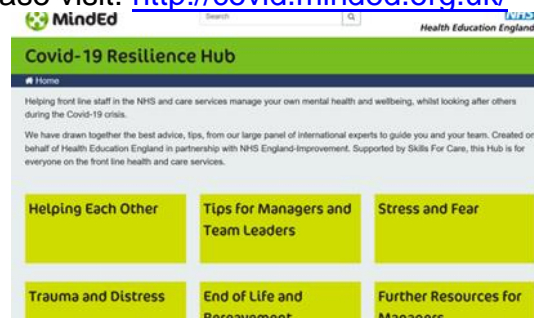 ase visit: http://covid.minded.org.uk/
MindEd
Search
NHS
Health Education England
Covid-19 Resilience Hub
Home
Helping front line staff in the NHS and care services manage your own mental health and wellbeing, whilst looking after others
during the Covid-19 crisis.
We have drawn together the best advice, tips, from our large panel of international experts to guide you and your team. Created on
behalf of Health Education England in partnership with NHS England-Improvement. Supported by Skills For Care, this Hub is for
everyone on the front line health and care services.
Helping Each Other
Tips for Managers and
Team Leaders
Stress and Fear
Trauma and Distress
End of Life and
Bereavement
Further Resources for
Managers